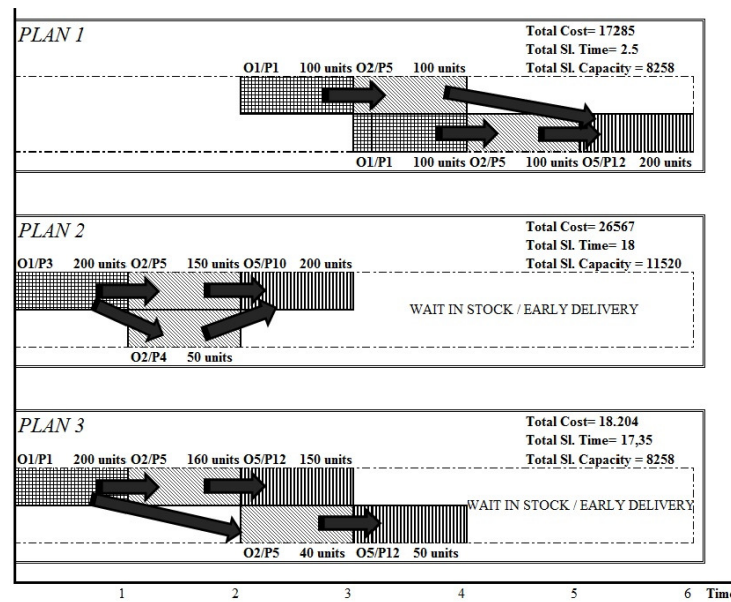 PLAN 1
Total Cost= 17285
Total Sl. Time= 2.5
Total Sl. Capacity = 8258
O1/P1 100 units O2/P5 100 units
O1/P1 100 units O2/P5 100 units O5/P12 200 units
PLAN 2
Total Cost= 26567
Total Sl. Time= 18
Total Sl. Capacity = 11520
O1/P3 200 units O2/P5 150 units O5/P10 200 units
WAIT IN STOCK / EARLY DELIVERY
O2/P4 50 units
PLAN 3
Total Cost= 18.204
Total Sl. Time= 17,35
Total Sl. Capacity = 8258
O1/P1 200 units O2/P5 160 units O5/P12 150 units
WAIT IN STOCK / EARLY DELIVERY
O2/P5 40 units O5/P12 50 units
1 2 3 4 5 6 Time